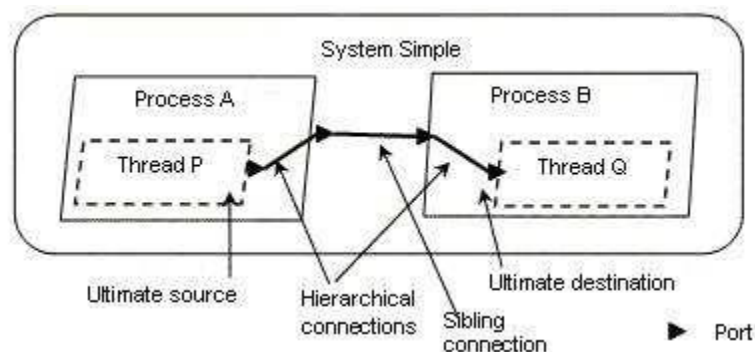 System Simple
Process A
Process B
Thread P
Thread Q
Ultimate source
Hierarchical
connections
Sibling
connection
Ultimate destination
Port